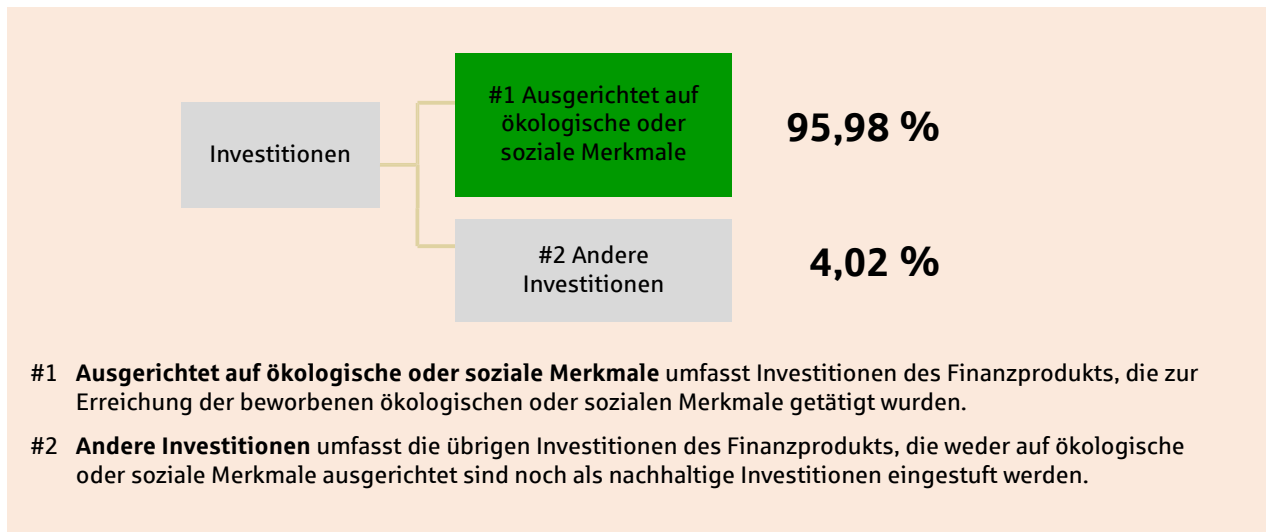 Investitionen
#1 Ausgerichtet auf
ökologische oder
soziale Merkmale
95,98 %
#2 Andere
Investitionen
4,02 %
#1 Ausgerichtet auf ökologische oder soziale Merkmale umfasst Investitionen des Finanzprodukts, die zur
Erreichung der beworbenen ökologischen oder sozialen Merkmale getätigt wurden.
#2 Andere Investitionen umfasst die übrigen Investitionen des Finanzprodukts, die weder auf ökologische
oder soziale Merkmale ausgerichtet sind noch als nachhaltige Investitionen eingestuft werden.